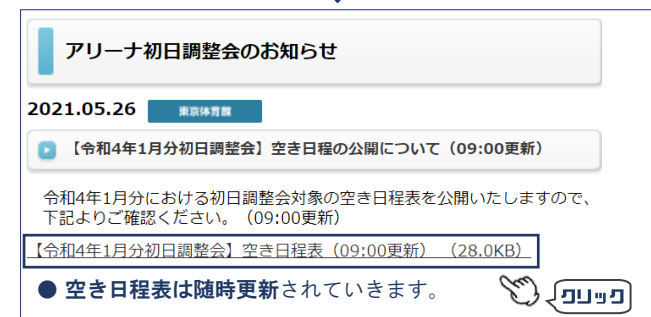 アリーナ初日調整会のお知らせ
2021.05.26 東京体育館
【令和4年1月分初日調整会】空き日程の公開について（09:00更新）
令和4年1月分における初日調整会対象の空き日程表を公開いたしますので、
下記よりご確認ください。（09:00更新）
【令和4年1月分初日調整会】空き日程表（09:00更新）　（28.0KB）
● 空き日程表は随時更新されていきます。
クリック